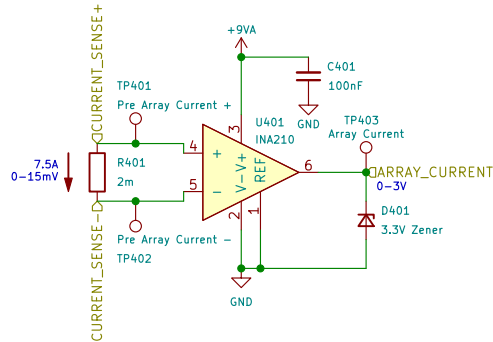 CURRENT_SENSE+
+9VA
C401
100nF
GND
TP401
Pre Array Current +
U401
INA210
TP403
Array Current
3
4
+
V+
REF
6
ARRAY_CURRENT
0-3V
7.5A
0-15mV
R401
2m
5
-
V-
2
1
D401
3.3V Zener
Pre Array Current -
TP402
CURRENT_SENSE-
GND